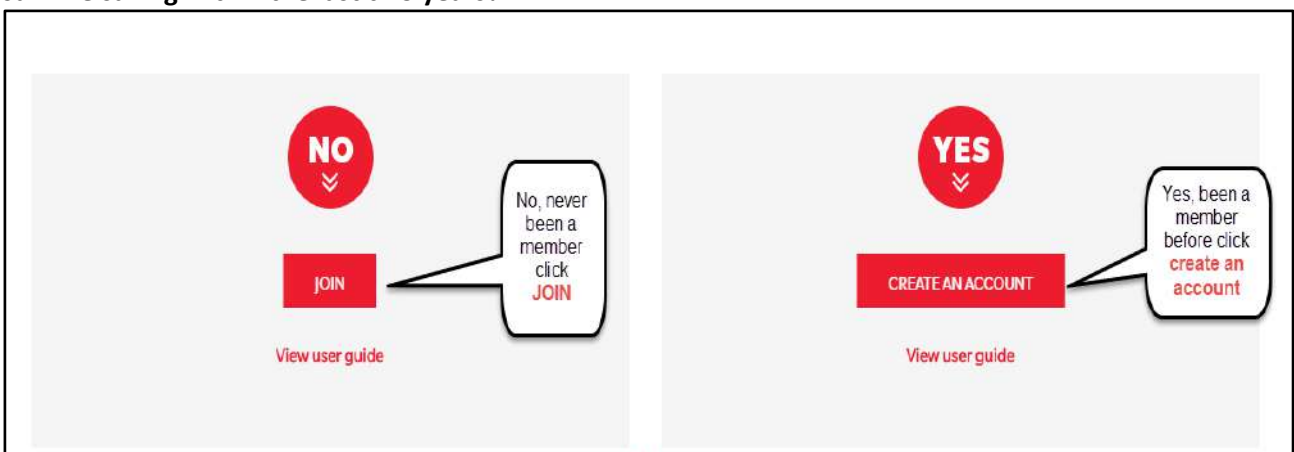 NO
JOIN
View user guide
No, never
been a
member
click
JOIN
YES
CREATE AN ACCOUNT
View user guide
Yes, been a
member
before click
create an
account